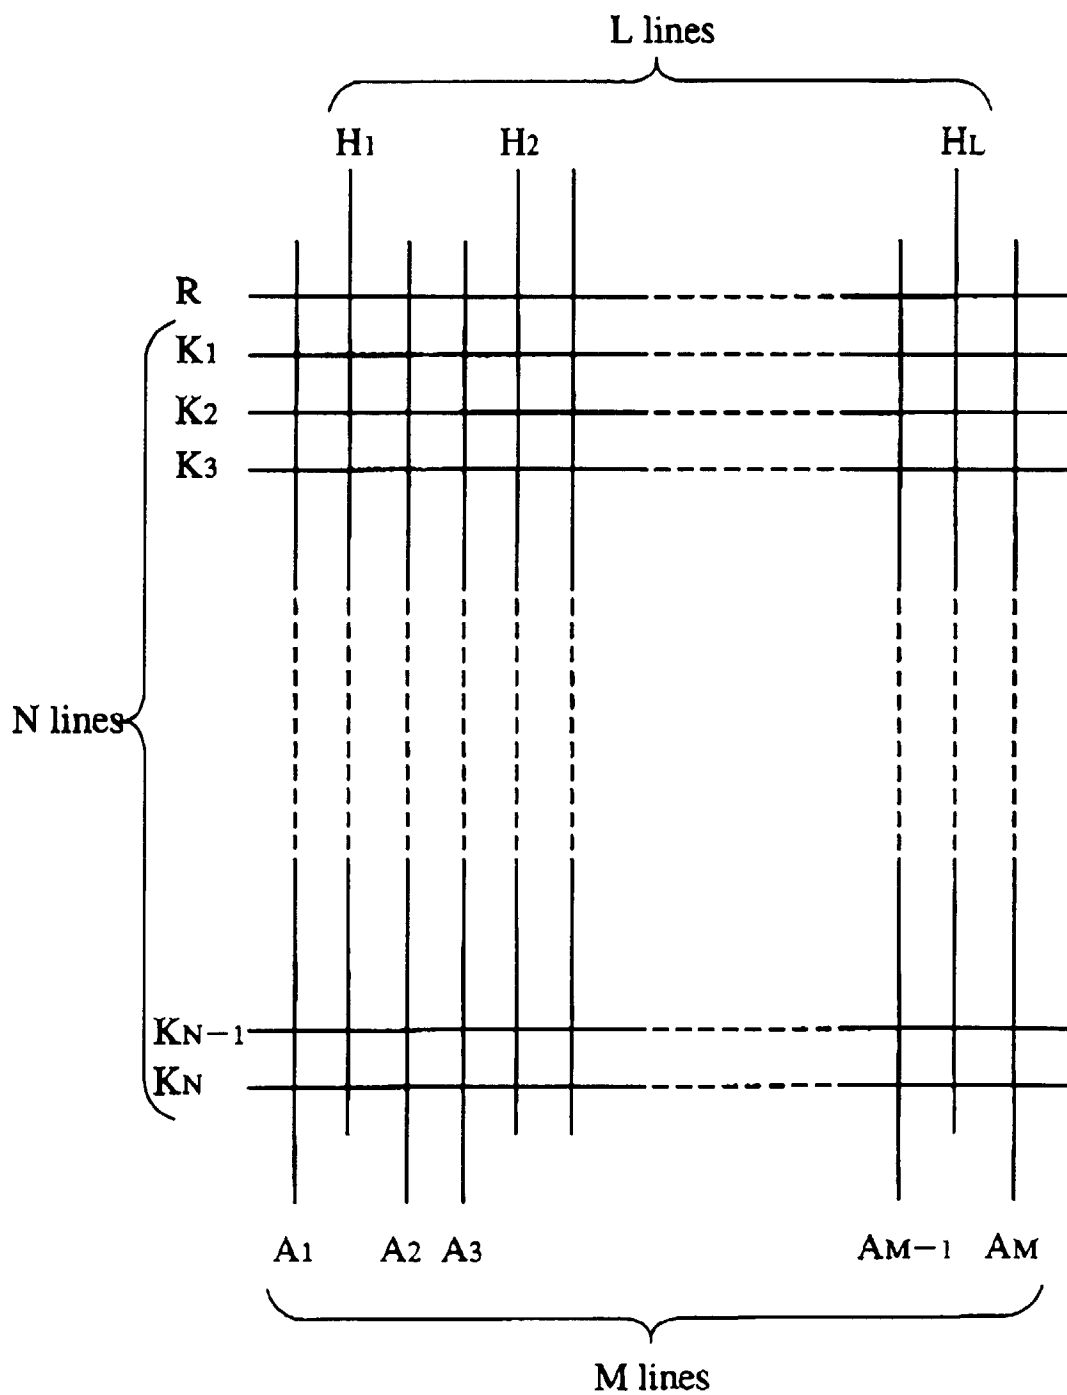 L lines
H1 H2 HL
R
K1
K2
K3
N lines
KN-1
KN
A1 A2 A3 AM-1 AM
M lines